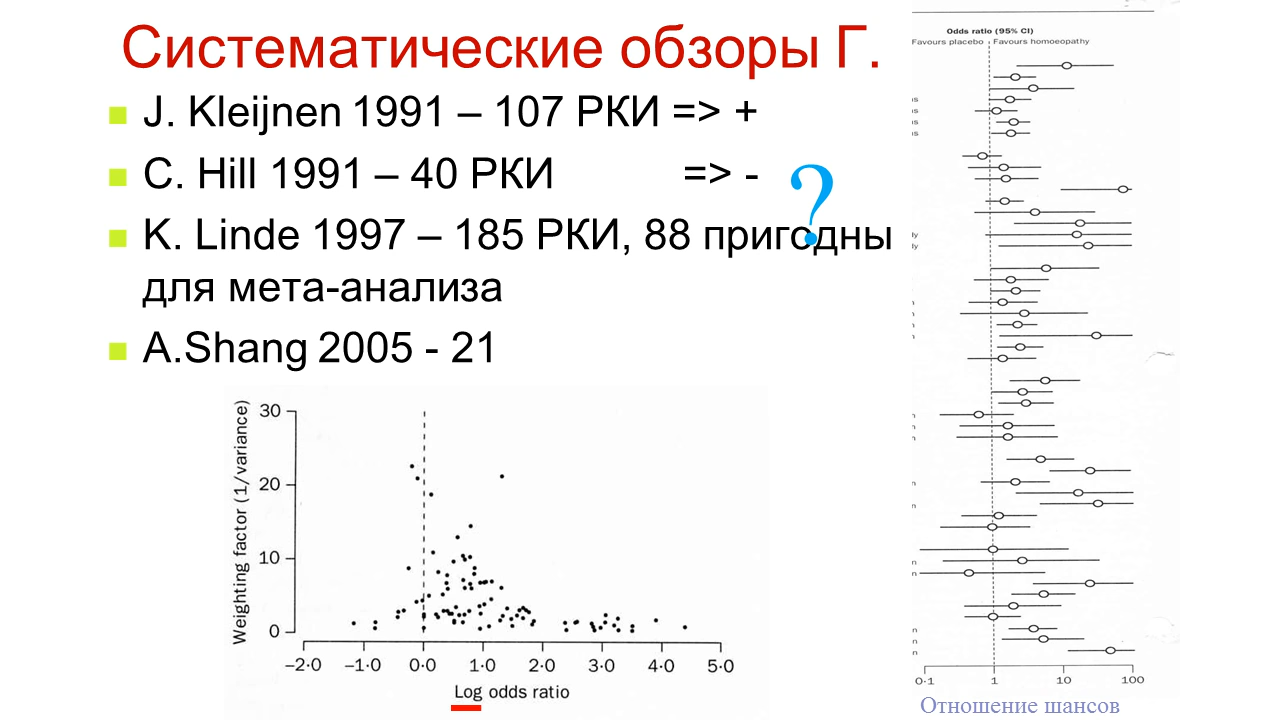 Систематические обзоры Г.
J. Kleijnen 1991 – 107 РКИ => +
C. Hill 1991 – 40 РКИ => -
?
K. Linde 1997 – 185 РКИ, 88 пригодны
для мета-анализа
A.Shang 2005 - 21
Odds ratio (95% CI)
Favours placebo Favours homoeopathy
0·1 1 10 100
Отношение шансов
Weighting factor (1/variance)
30
20
10
0
–2·0 –1·0 0·0 1·0 2·0 3·0 4·0 5·0
Log odds ratio